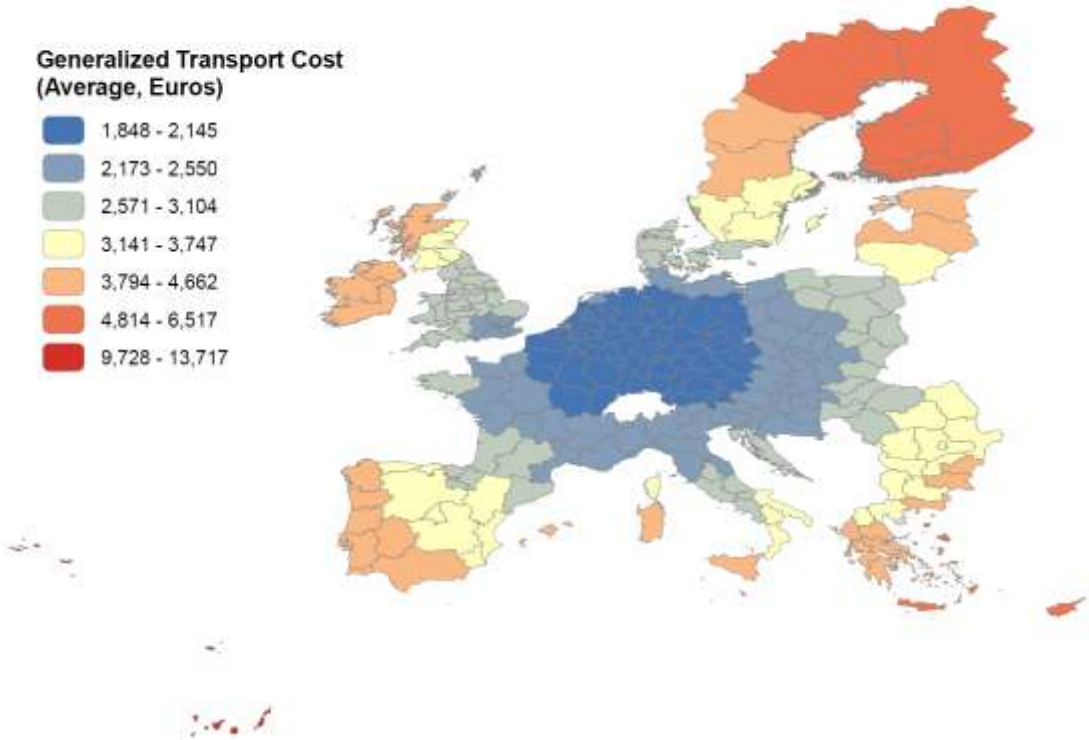 Generalized Transport Cost
(Average, Euros)
1,848 - 2,145
2,173 - 2,550
2,571 - 3,104
3,141 - 3,747
3,794 - 4,662
4,814 - 6,517
9,728 - 13,717